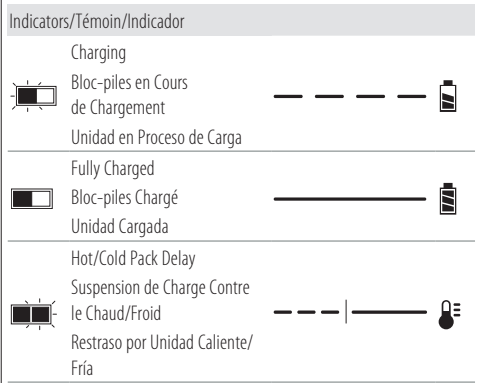 Indicators/Témoin/Indicador
Charging
Bloc-piles en Cours
de Chargement
Unidad en Proceso de Carga
Fully Charged
Bloc-piles Chargé
Unidad Cargada
Hot/Cold Pack Delay
Suspension de Charge Contre
le Chaud/Froid
Restraso por Unidad Caliente/
Fría